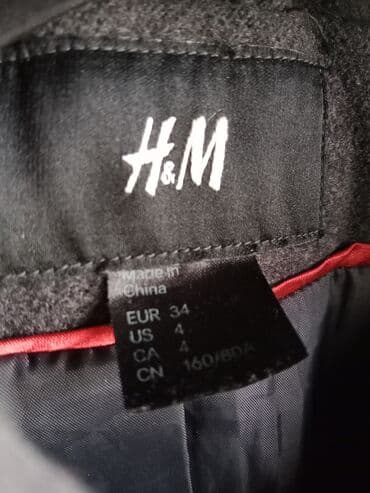 H&M
Made in
China
EUR 34
US 4
CA 4
CN 160/80A